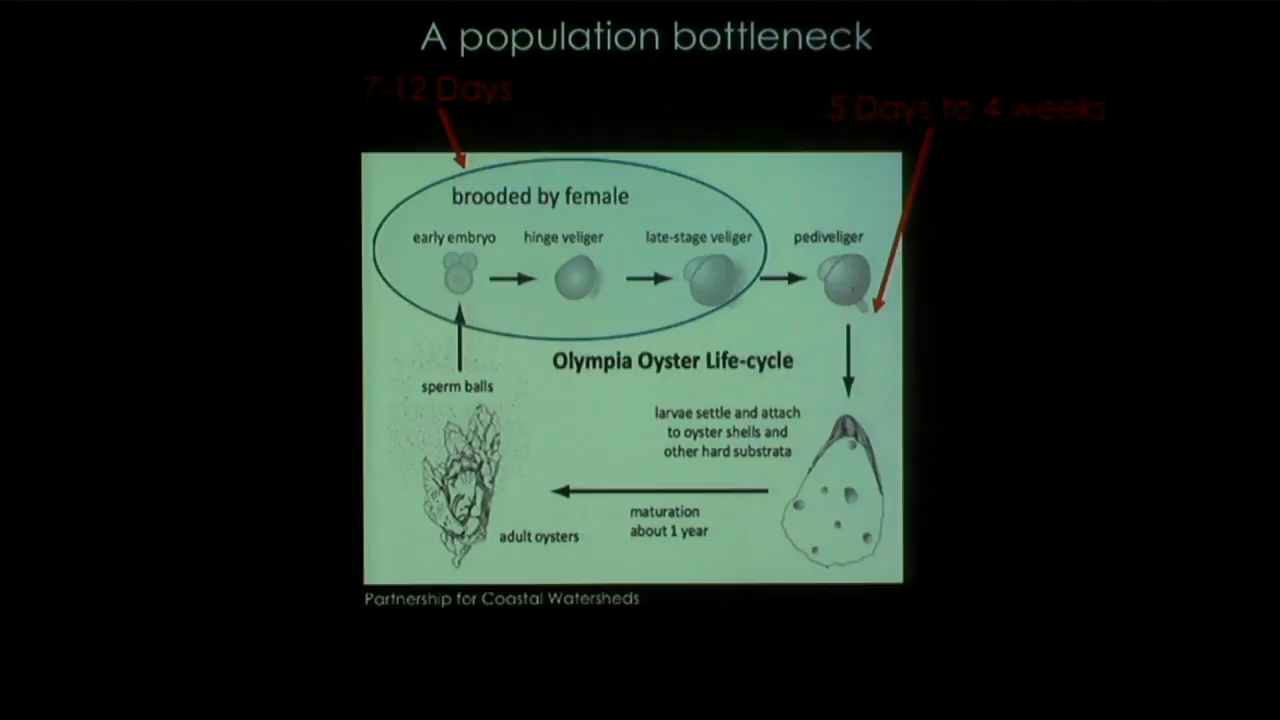 A population bottleneck
7-12 Days
5 Days to 4 weeks
brooded by female
early embryo
hinge veliger
late-stage veliger
pediveliger
Olympia Oyster Life-cycle
sperm balls
larvae settle and attach
to oyster shells and
other hard substrata
maturation
about 1 year
adult oysters
Partnership for Coastal Watersheds